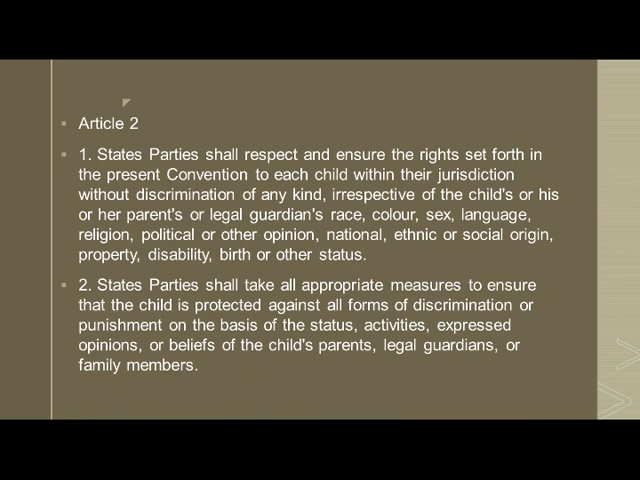 Article 2
1. States Parties shall respect and ensure the rights set forth in
the present Convention to each child within their jurisdiction
without discrimination of any kind, irrespective of the child's or his
or her parent's or legal guardian's race, colour, sex, language,
religion, political or other opinion, national, ethnic or social origin,
property, disability, birth or other status.
2. States Parties shall take all appropriate measures to ensure
that the child is protected against all forms of discrimination or
punishment on the basis of the status, activities, expressed
opinions, or beliefs of the child's parents, legal guardians, or
family members.